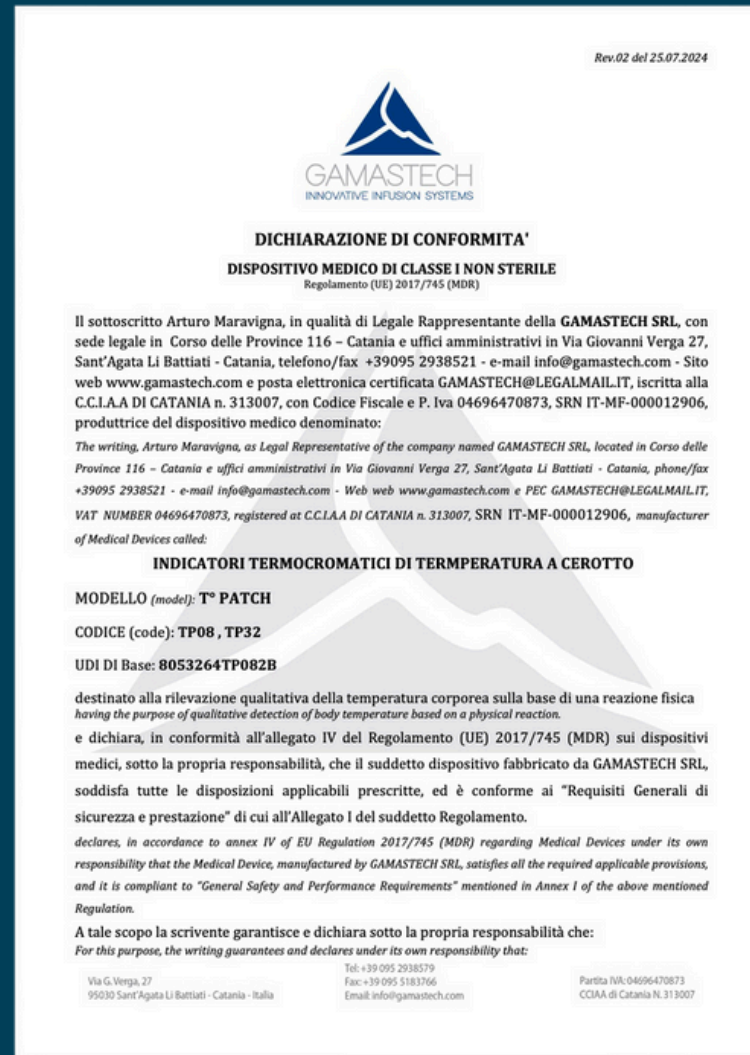 Rev.02 del 25.07.2024
GAMASTECH
INNOVATIVE INFUSION SYSTEMS
DICHIARAZIONE DI CONFORMITA'
DISPOSITIVO MEDICO DI CLASSE I NON STERILE
Regolamento (UE) 2017/745 (MDR)
Il sottoscritto Arturo Maravigna, in qualità di Legale Rappresentante della GAMASTECH SRL, con
sede legale in Corso delle Province 116 – Catania e uffici amministrativi in Via Giovanni Verga 27,
Sant'Agata Li Battiati - Catania, telefono/fax +39095 2938521 - e-mail info@gamastech.com - Sito
web www.gamastech.com e posta elettronica certificata GAMASTECH@LEGALMAIL.IT, iscritta alla
C.C.I.A.A DI CATANIA n. 313007, con Codice Fiscale e P. Iva 04696470873, SRN IT-MF-000012906,
produttrice del dispositivo medico denominato:
The writing, Arturo Maravigna, as Legal Representative of the company named GAMASTECH SRL, located in Corso delle
Province 116 – Catania e uffici amministrativi in Via Giovanni Verga 27, Sant'Agata Li Battiati - Catania, phone/fax
+39095 2938521 - e-mail info@gamastech.com - Web web www.gamastech.com e PEC GAMASTECH@LEGALMAIL.IT,
VAT NUMBER 04696470873, registered at C.C.I.A.A DI CATANIA n. 313007, SRN IT-MF-000012906, manufacturer
of Medical Devices called:
INDICATORI TERMOCROMATICI DI TERMPERATURA A CEROTTO
MODELLO (model): T° PATCH
CODICE (code): TP08 , TP32
UDI DI Base: 8053264TP082B
destinato alla rilevazione qualitativa della temperatura corporea sulla base di una reazione fisica
having the purpose of qualitative detection of body temperature based on a physical reaction.
e dichiara, in conformità all'allegato IV del Regolamento (UE) 2017/745 (MDR) sui dispositivi
medici, sotto la propria responsabilità, che il suddetto dispositivo fabbricato da GAMASTECH SRL,
soddisfa tutte le disposizioni applicabili prescritte, ed è conforme ai “Requisiti Generali di
sicurezza e prestazione” di cui all'Allegato I del suddetto Regolamento.
declares, in accordance to annex IV of EU Regulation 2017/745 (MDR) regarding Medical Devices under its own
responsibility that the Medical Device, manufactured by GAMASTECH SRL, satisfies all the required applicable provisions,
and it is compliant to “General Safety and Performance Requirements” mentioned in Annex I of the above mentioned
Regulation.
A tale scopo la scrivente garantisce e dichiara sotto la propria responsabilità che:
For this purpose, the writing guarantees and declares under its own responsibility that:
Via G. Verga, 27
95030 Sant'Agata Li Battiati - Catania - Italia
Tel: +39 095 2938579
Fax: +39 095 5183766
Email: info@gamastech.com
Partita IVA: 04696470873
CCIAA di Catania N. 313007